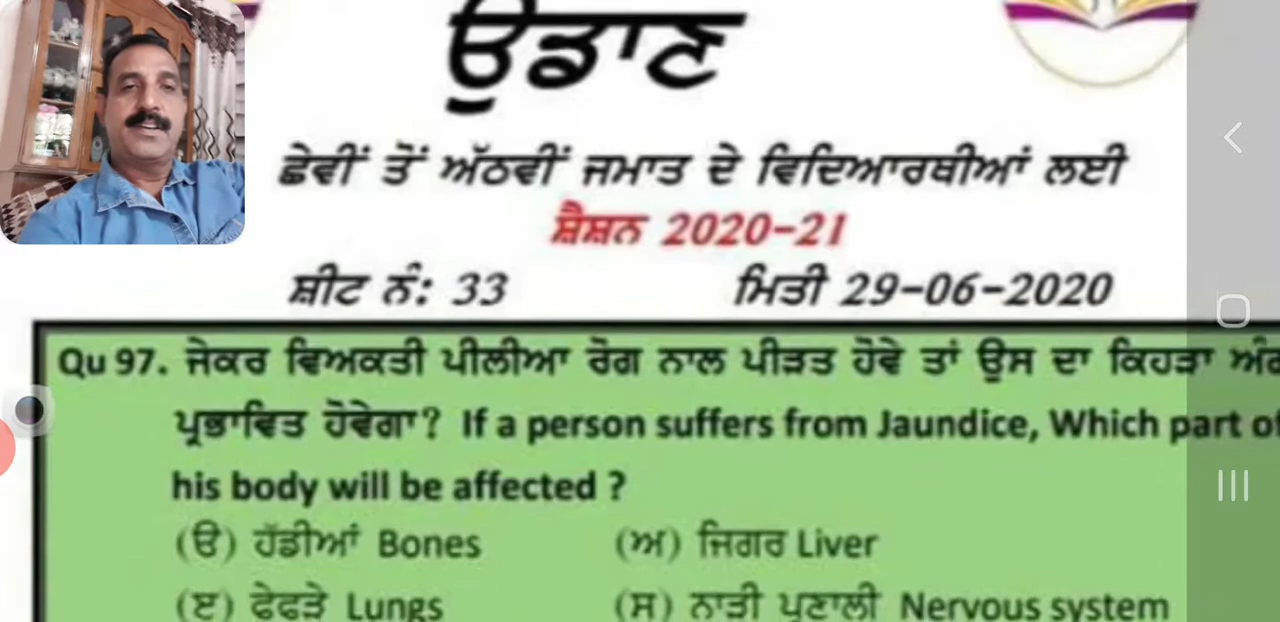 ਉਡਾਣ
ਛੇਵੀਂ ਤੋਂ ਅੱਠਵੀਂ ਜਮਾਤ ਦੇ ਵਿਦਿਆਰਥੀਆਂ ਲਈ
ਸ਼ੈਸ਼ਨ 2020-21
ਸ਼ੀਟ ਨੰ: 33 ਮਿਤੀ 29-06-2020
Qu 97. ਜੇਕਰ ਵਿਅਕਤੀ ਪੀਲੀਆ ਰੋਗ ਨਾਲ ਪੀੜਤ ਹੋਵੇ ਤਾਂ ਉਸ ਦਾ ਕਿਹੜਾ
ਪ੍ਰਭਾਵਿਤ ਹੋਵੇਗਾ? If a person suffers from Jaundice, Which part of
his body will be affected ?
(ੳ) ਹੱਡੀਆਂ Bones (ਅ) ਜਿਗਰ Liver
(ੲ) ਫੇਫੜੇ Lungs (ਸ) ਨਾੜੀ ਪ੍ਰਣਾਲੀ Nervous system